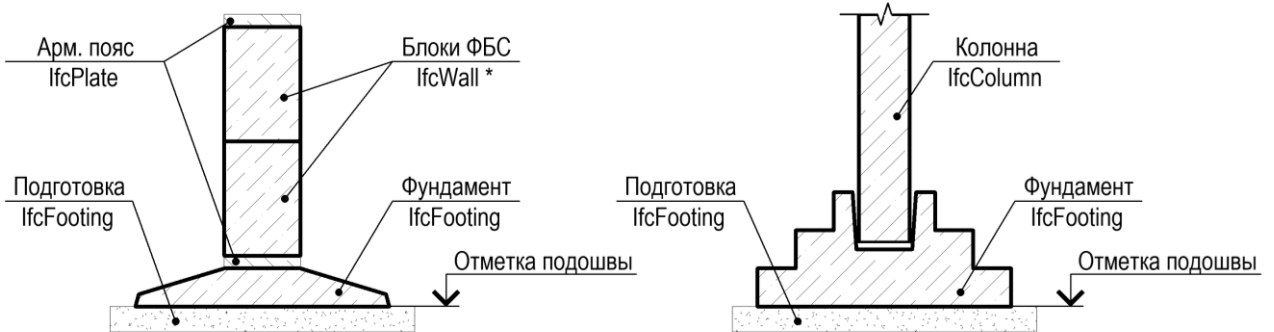 Арм. пояс
IfcPlate
Блоки ФБС
IfcWall *
Подготовка
IfcFooting
Фундамент
IfcFooting
Отметка подошвы
Колонна
IfcColumn
Подготовка
IfcFooting
Фундамент
IfcFooting
Отметка подошвы